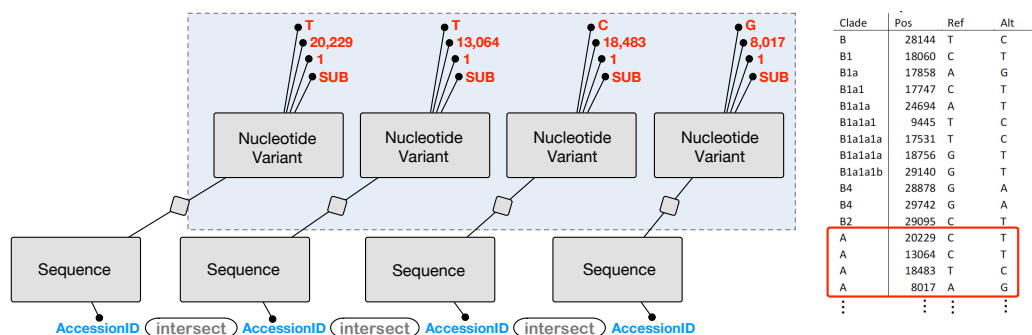 T T C G
20,229 13,064 18,483 8,017
1 1 1 1
SUB SUB SUB SUB
Nucleotide Variant Nucleotide Variant Nucleotide Variant Nucleotide Variant
Sequence Sequence Sequence Sequence
AccessionID intersect AccessionID intersect AccessionID intersect AccessionID
Clade Pos Ref Alt
B 28144 T C
B1 18060 C T
B1a 17858 A G
B1a1 17747 C T
B1a1a 24694 A T
B1a1a1 9445 T C
B1a1a1a 17531 T C
B1a1a1a 18756 G T
B1a1a1b 29140 G T
B4 28878 G A
B4 29742 G A
B2 29095 C T
A 20229 C T
A 13064 C T
A 18483 T C
A 8017 A G